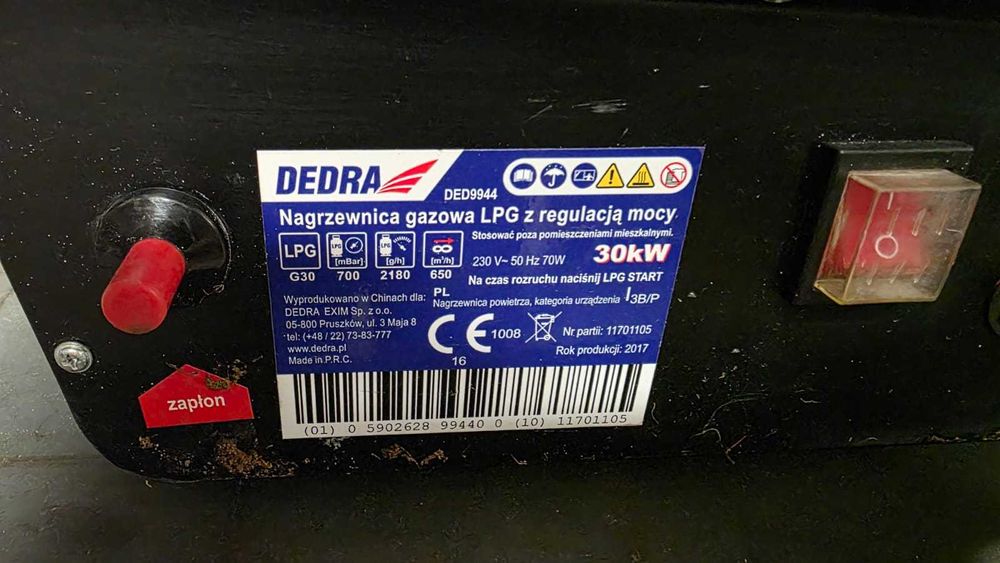 DEDRA
DED9944
Nagrzewnica gazowa LPG z regulacją mocy
Stosować poza pomieszczeniami mieszkalnymi.
LPG
LPG
LPG
G30
[mBar]
700
[g/h]
2180
[m³/h]
650
230 V~ 50 Hz 70W
30kW
Na czas rozruchu naciśnij LPG START
PL
Nagrzewnica powietrza, kategoria urządzenia I3B/P
Wyprodukowano w Chinach dla:
DEDRA EXIM Sp. z o.o.
05-800 Pruszków, ul. 3 Maja 8
tel: (+48 / 22) 73-83-777
www.dedra.pl
Made in P.R.C.
CE 1008
16
Nr partii: 11701105
Rok produkcji: 2017
(01) 0 5902628 99440 0 (10) 11701105
zapłon